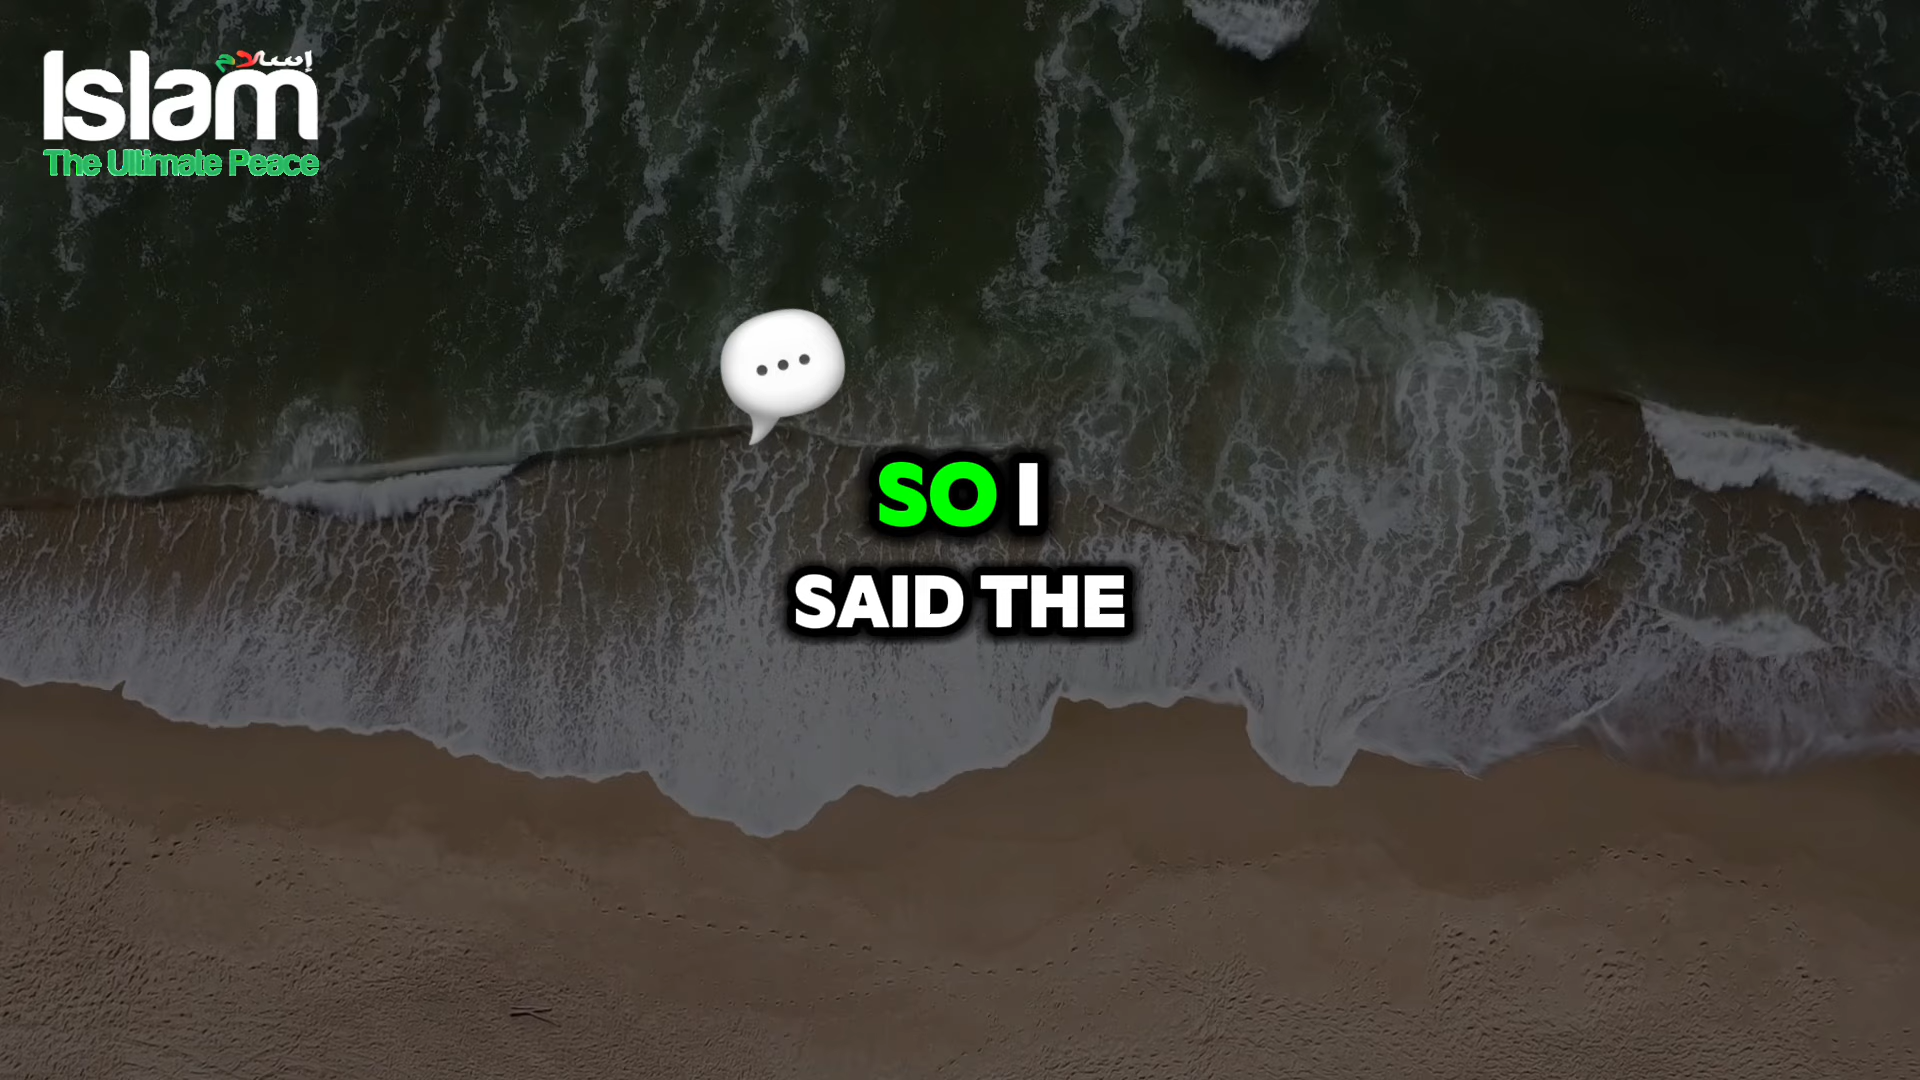 إسلام
Islam
The Ultimate Peace
SO I
SAID THE